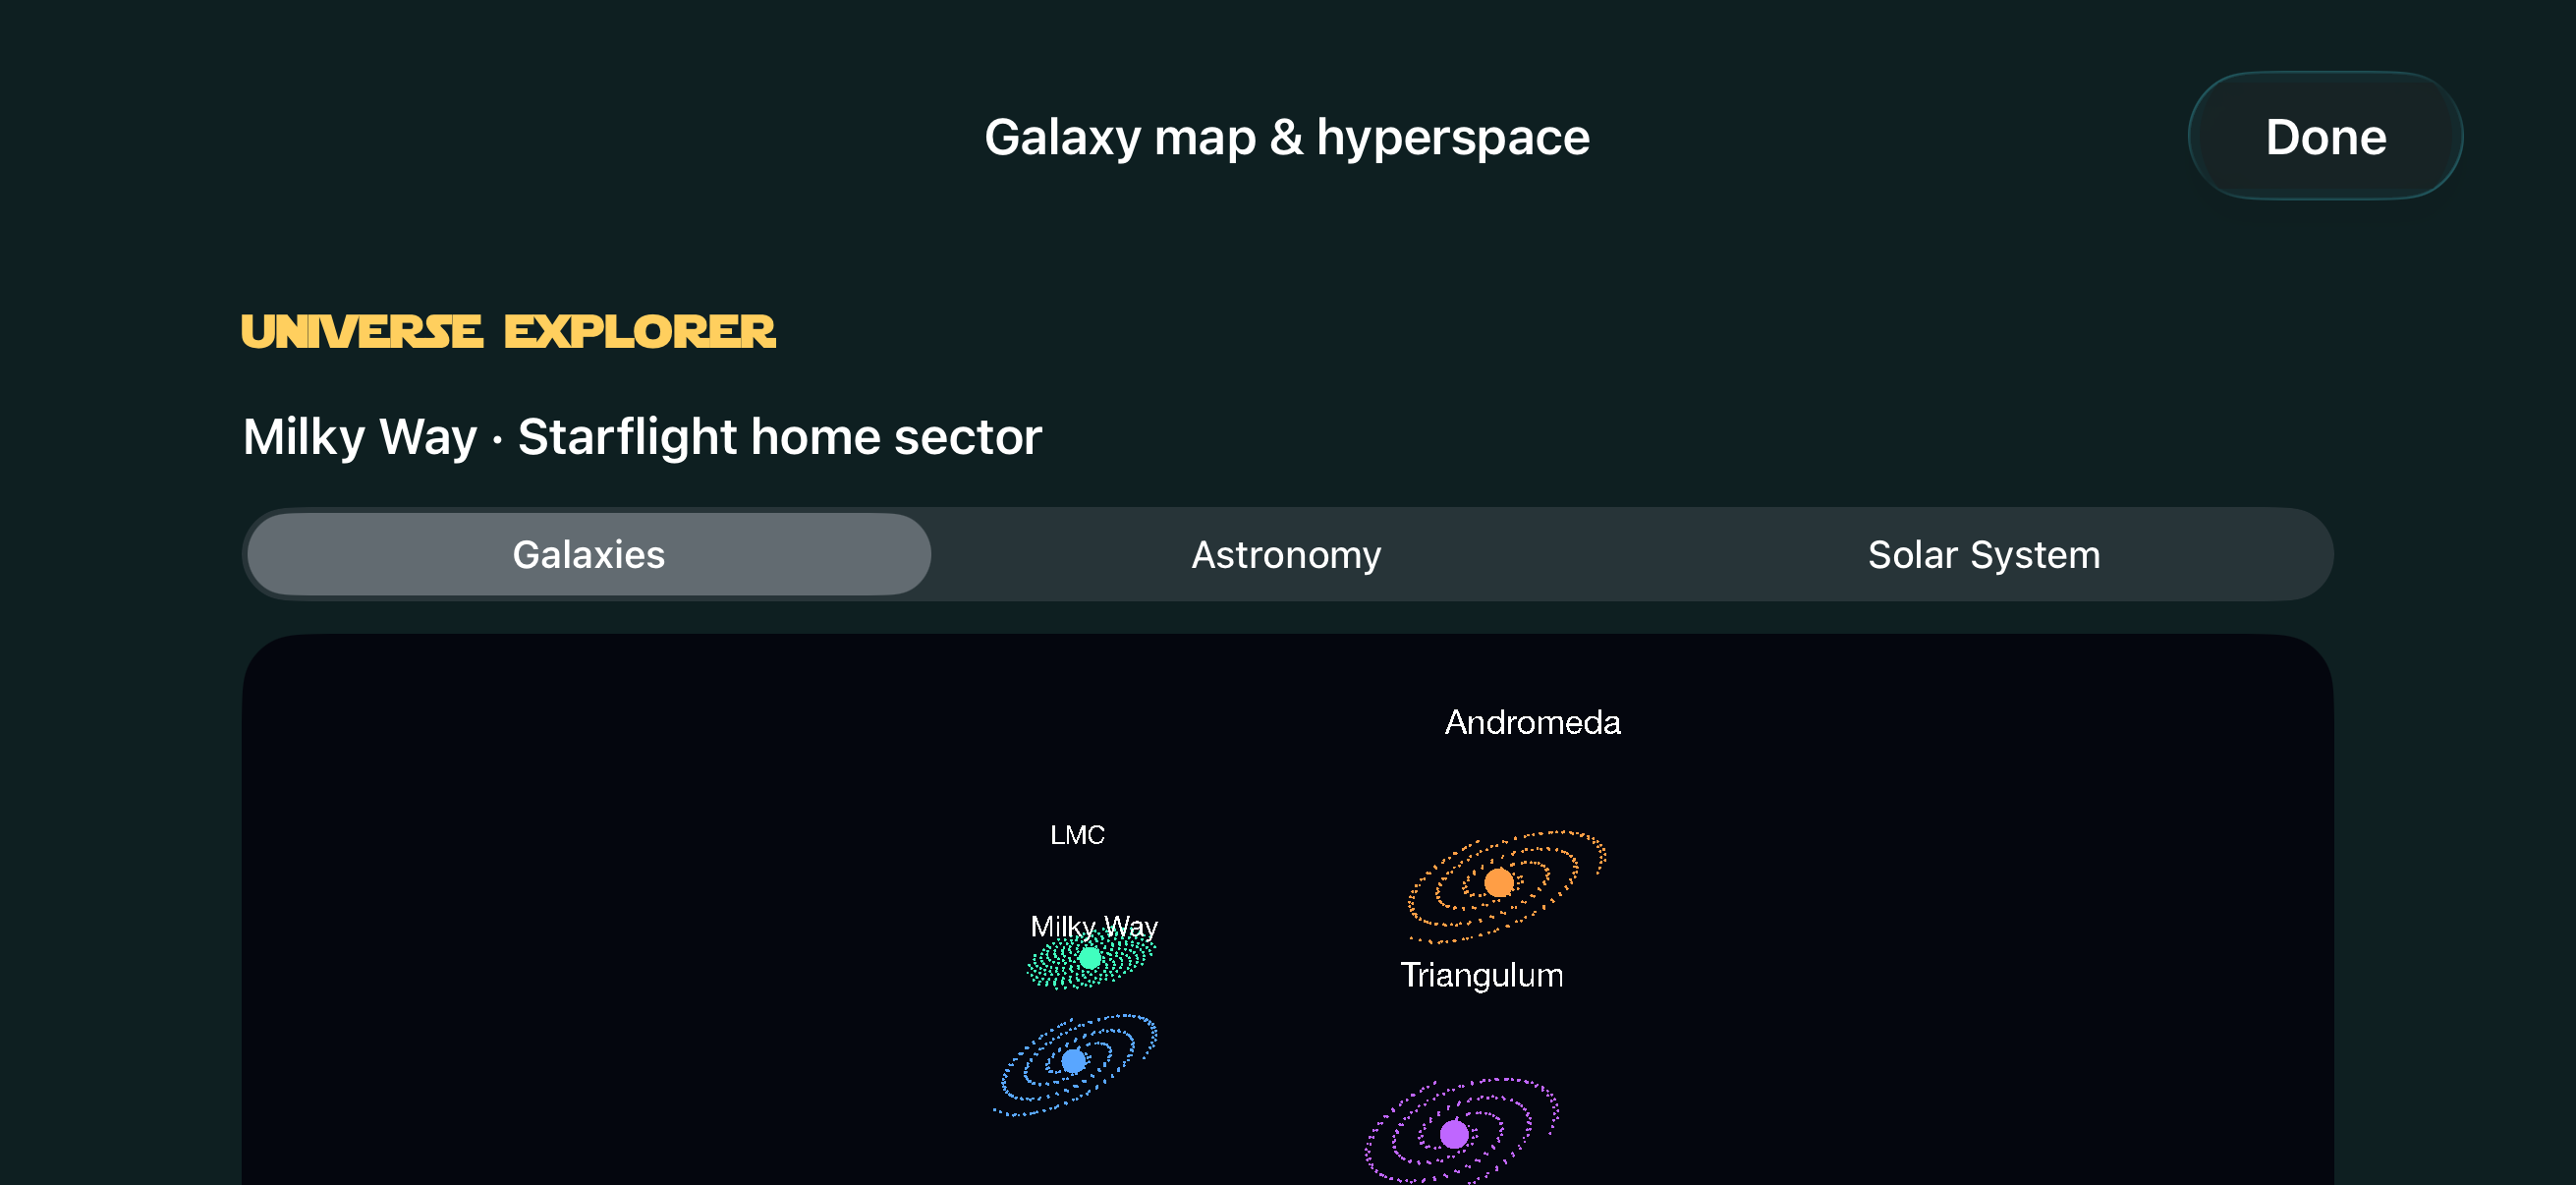 Galaxy map & hyperspace
Done
UNIVERSE EXPLORER
Milky Way · Starflight home sector
Galaxies
Astronomy
Solar System
Andromeda
LMC
Milky Way
Triangulum